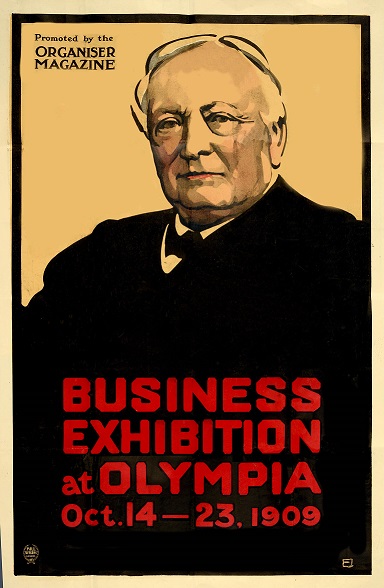 Promoted by the
ORGANISER
MAGAZINE
BUSINESS
EXHIBITION
at OLYMPIA
Oct. 14 — 23, 1909